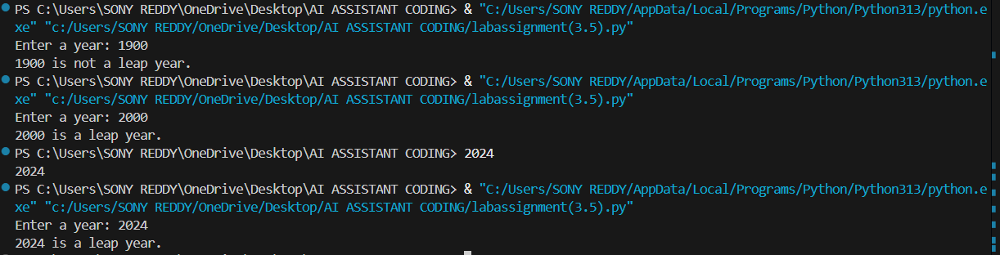 PS C:\Users\SONY REDDY\OneDrive\Desktop\AI ASSISTANT CODING> & "C:/Users/SONY REDDY/AppData/Local/Programs/Python/Python313/python.e
xe" "c:/Users/SONY REDDY/OneDrive/Desktop/AI ASSISTANT CODING/labassignment(3.5).py"
Enter a year: 1900
1900 is not a leap year.
PS C:\Users\SONY REDDY\OneDrive\Desktop\AI ASSISTANT CODING> & "C:/Users/SONY REDDY/AppData/Local/Programs/Python/Python313/python.e
xe" "c:/Users/SONY REDDY/OneDrive/Desktop/AI ASSISTANT CODING/labassignment(3.5).py"
Enter a year: 2000
2000 is a leap year.
PS C:\Users\SONY REDDY\OneDrive\Desktop\AI ASSISTANT CODING> 2024
2024
PS C:\Users\SONY REDDY\OneDrive\Desktop\AI ASSISTANT CODING> & "C:/Users/SONY REDDY/AppData/Local/Programs/Python/Python313/python.e
xe" "c:/Users/SONY REDDY/OneDrive/Desktop/AI ASSISTANT CODING/labassignment(3.5).py"
Enter a year: 2024
2024 is a leap year.